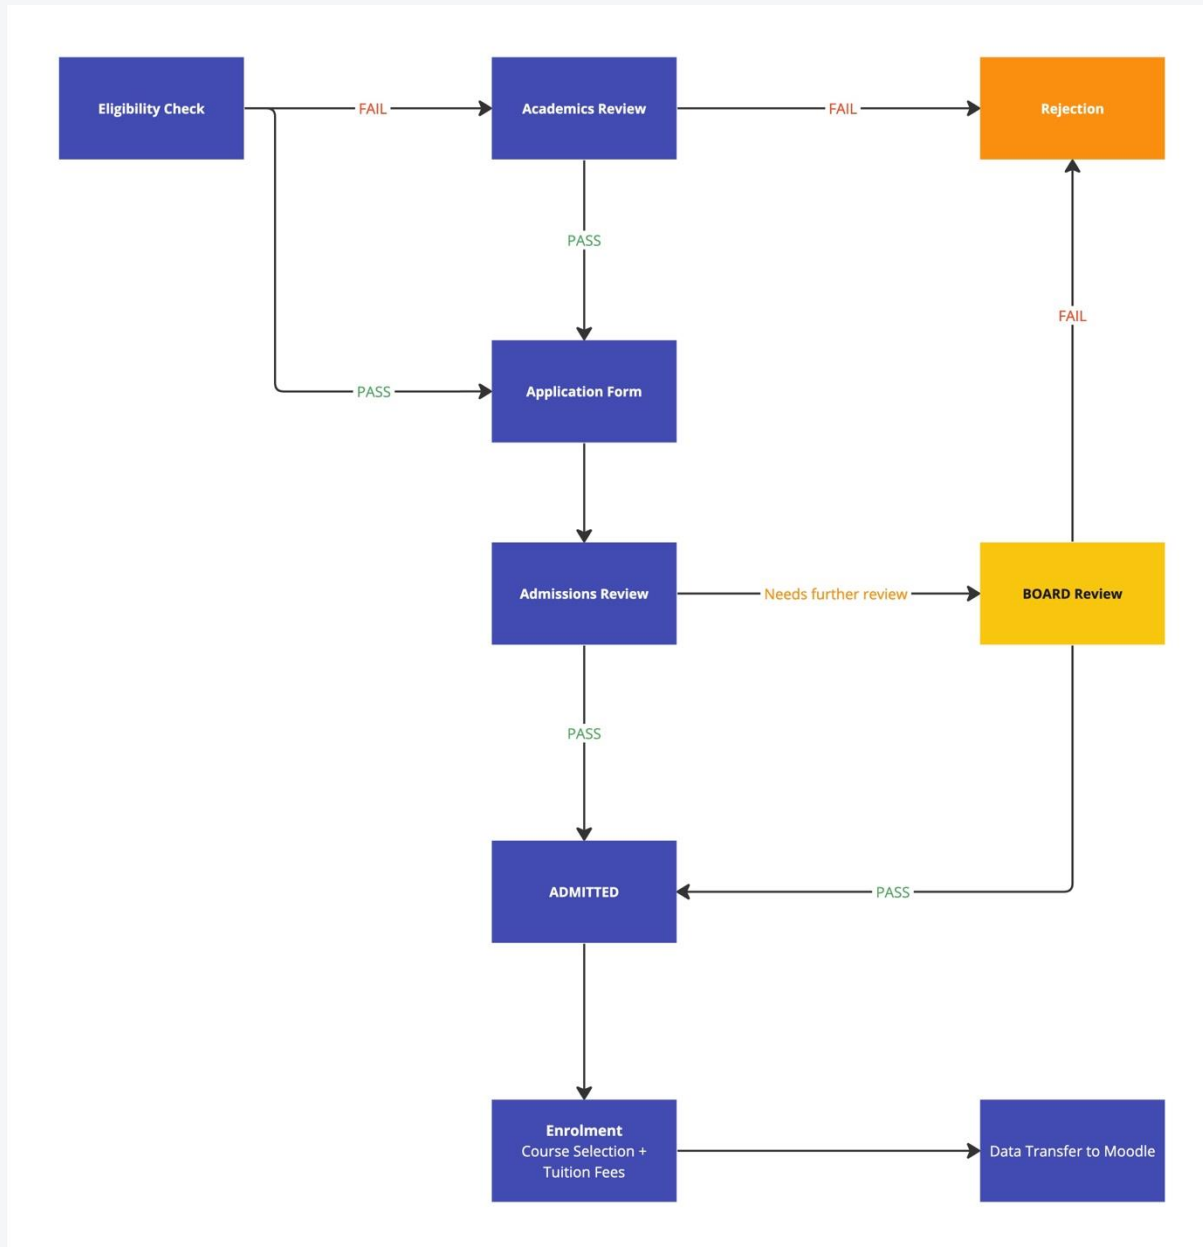 Eligibility Check
FAIL
Academics Review
FAIL
Rejection
PASS
FAIL
PASS
Application Form
Admissions Review
Needs further review
BOARD Review
PASS
ADMITTED
PASS
Enrolment
Course Selection +
Tuition Fees
Data Transfer to Moodle